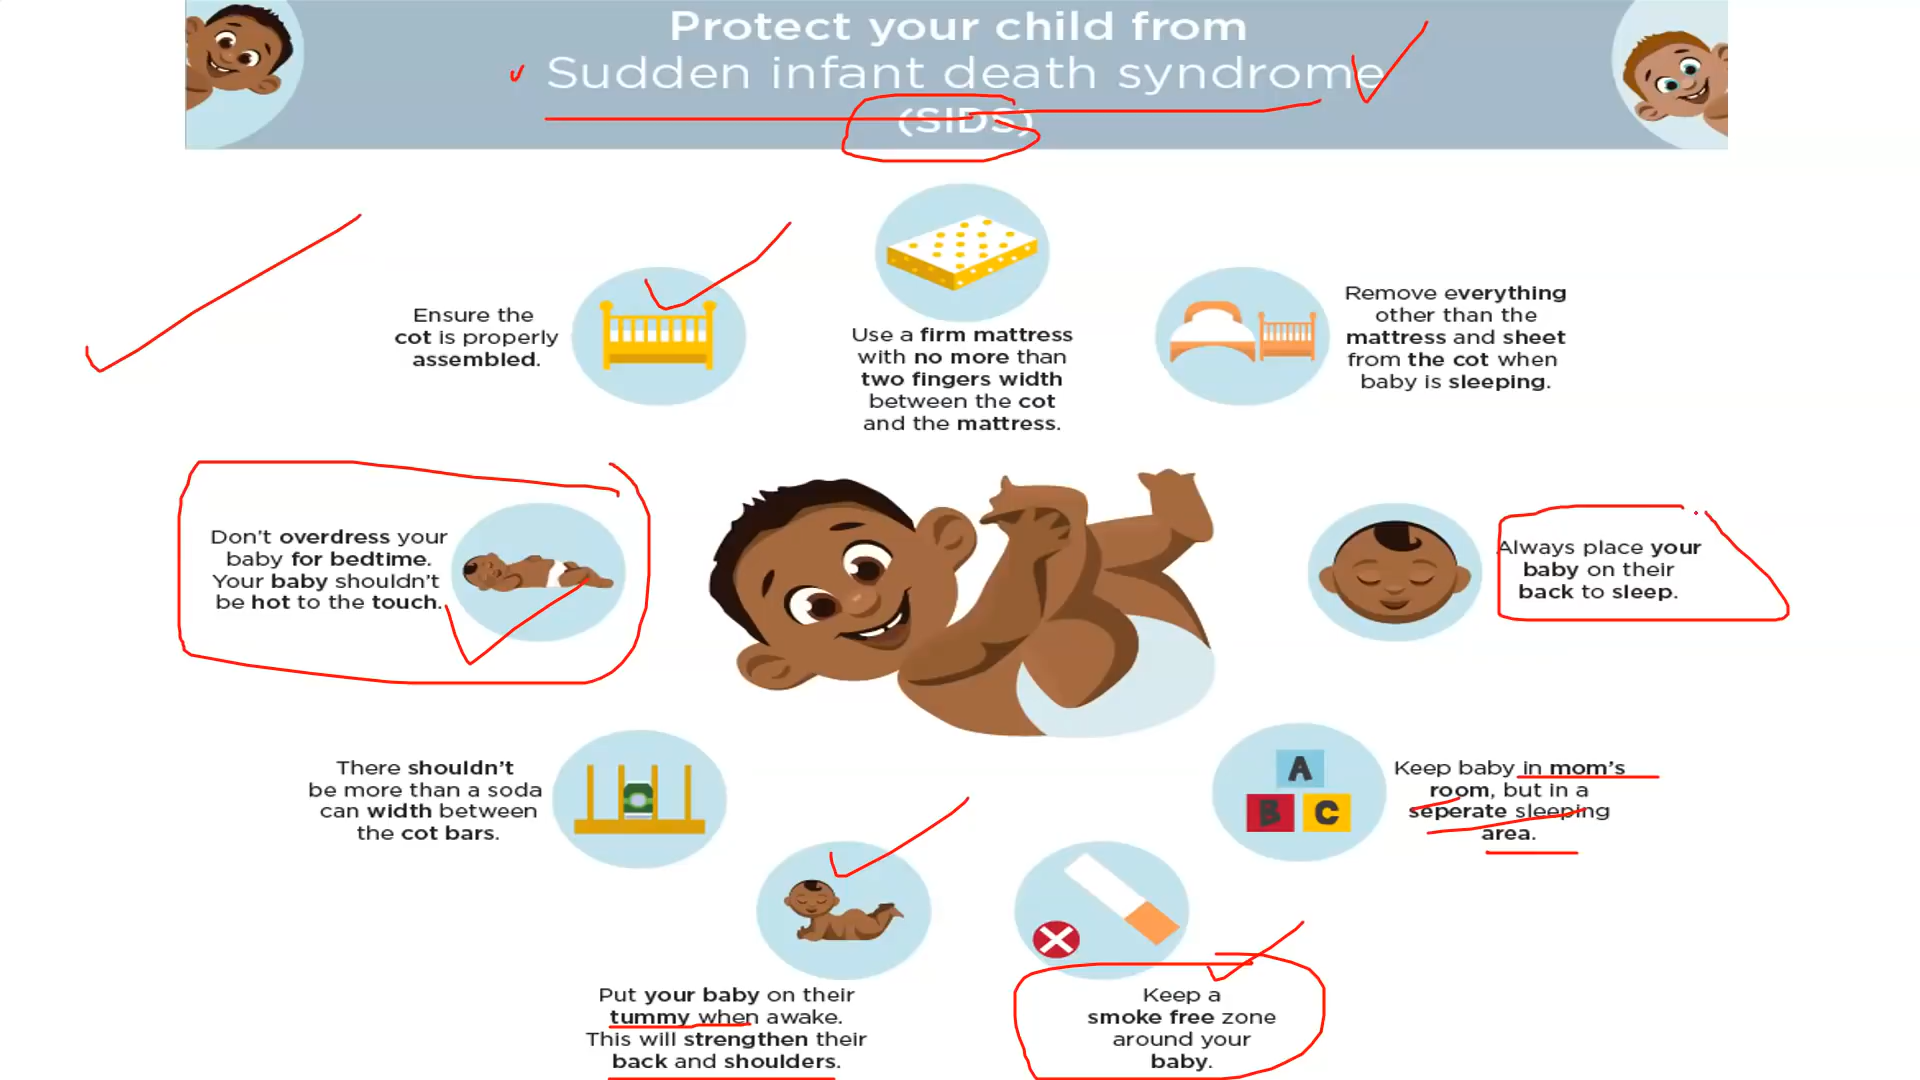 Protect your child from
Sudden infant death syndrome
(SIDS)
Ensure the
cot is properly
assembled.
Use a firm mattress
with no more than
two fingers width
between the cot
and the mattress.
Remove everything
other than the
mattress and sheet
from the cot when
baby is sleeping.
Don't overdress your
baby for bedtime.
Your baby shouldn't
be hot to the touch.
Always place your
baby on their
back to sleep.
There shouldn't
be more than a soda
can width between
the cot bars.
A
B C
Keep baby in mom's
room, but in a
seperate sleeping
area.
Put your baby on their
tummy when awake.
This will strengthen their
back and shoulders.
Keep a
smoke free zone
around your
baby.